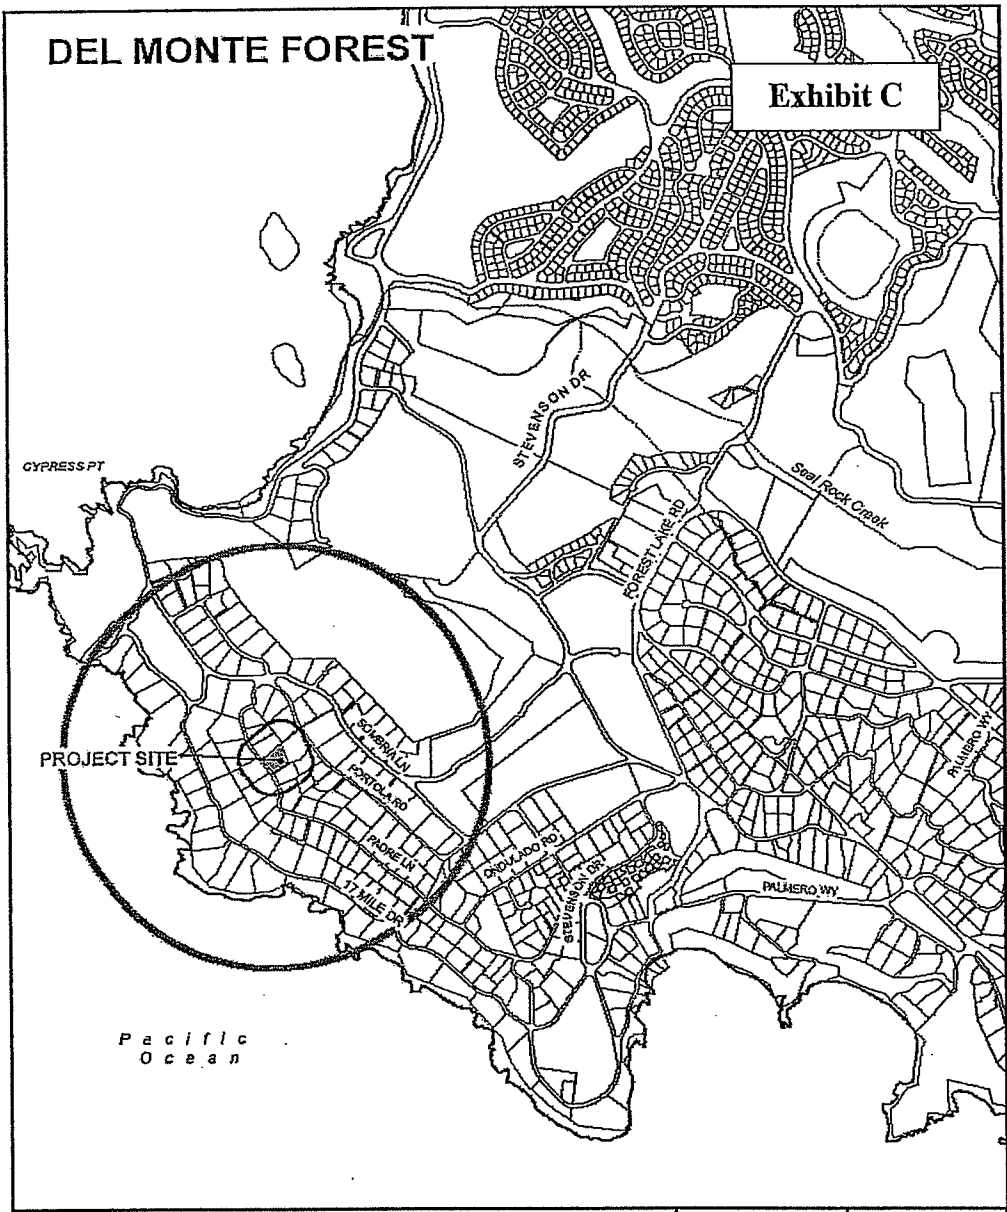 DEL MONTE FOREST
Exhibit C
STEVENSON DR
CYPRESS PT
Seal Rock Creek
FOREST LAKE RD
PROJECT SITE
SOMBRA LN
PORTOLA RD
PADRE LN
17 MILE DR
ONDULADO RD
STEVENSON DR
PALMERO WY
PALMERO WY
Pacific
Ocean